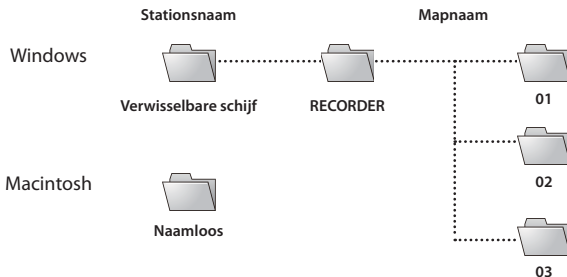 Stationsnaam Mapnaam
Windows
Verwisselbare schijf RECORDER 01
02
Macintosh
Naamloos
03